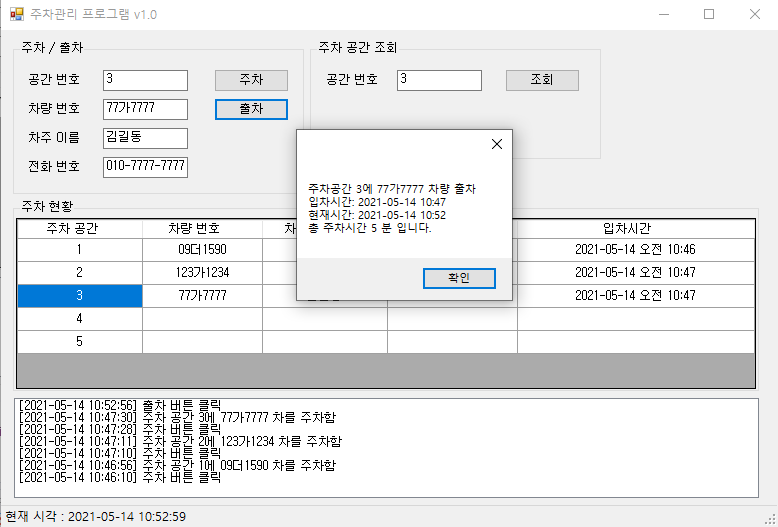 주차관리 프로그램 v1.0
주차 / 출차
주차 공간 조회
공간 번호 3 주차
공간 번호 3 조회
차량 번호 77가7777 출차
차주 이름 김길동
전화 번호 010-7777-7777
주차공간 3에 77가7777 차량 출차
입차시간: 2021-05-14 10:47
현재시간: 2021-05-14 10:52
총 주차시간 5 분 입니다.
확인
주차 현황
주차 공간 차량 번호 입차시간
1 09더1590 2021-05-14 오전 10:46
2 123가1234 2021-05-14 오전 10:47
3 77가7777 2021-05-14 오전 10:47
4
5
[2021-05-14 10:52:56] 출차 버튼 클릭
[2021-05-14 10:47:30] 주차 공간 3에 77가7777 차를 주차함
[2021-05-14 10:47:28] 주차 버튼 클릭
[2021-05-14 10:47:11] 주차 공간 2에 123가1234 차를 주차함
[2021-05-14 10:47:10] 주차 버튼 클릭
[2021-05-14 10:46:56] 주차 공간 1에 09더1590 차를 주차함
[2021-05-14 10:46:10] 주차 버튼 클릭
현재 시각 : 2021-05-14 10:52:59